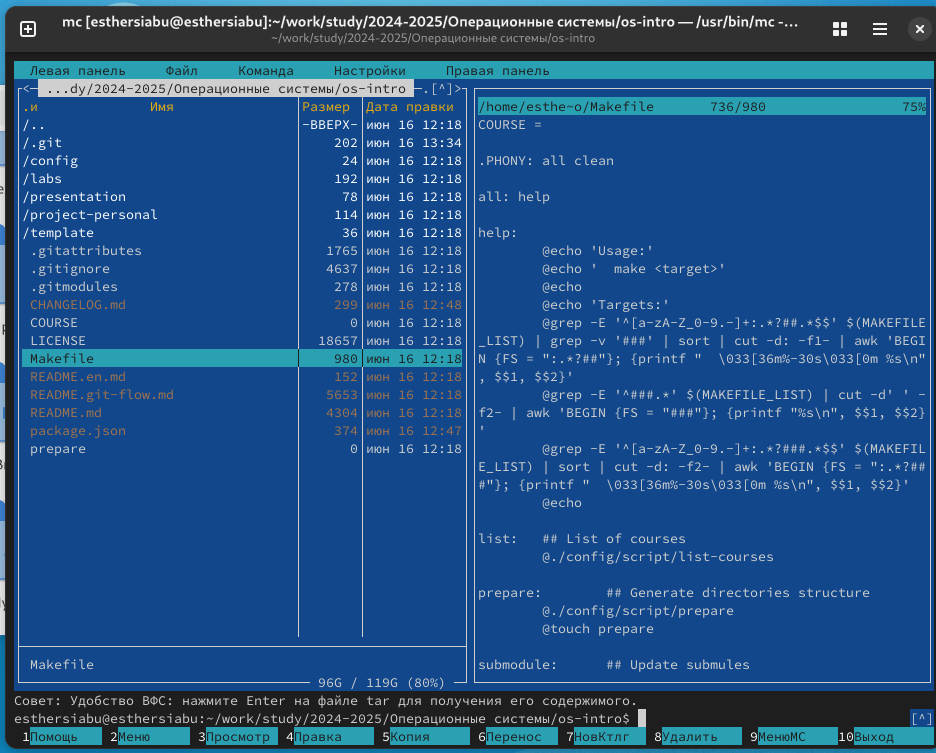 mc [esthersiabu@esthersiabu]:~/work/study/2024-2025/Операционные системы/os-intro — /usr/bin/mc -...
~/work/study/2024-2025/Операционные системы/os-intro
Левая панель Файл Команда Настройки Правая панель
<— ...dy/2024-2025/Операционные системы/os-intro —.[^]>
.и Имя Размер Дата правки
/.. -ВВЕРХ- июн 16 12:18
/.git 202 июн 16 13:34
/config 24 июн 16 12:18
/labs 192 июн 16 12:18
/presentation 78 июн 16 12:18
/project-personal 114 июн 16 12:18
/template 36 июн 16 12:18
.gitattributes 1765 июн 16 12:18
.gitignore 4637 июн 16 12:18
.gitmodules 278 июн 16 12:18
CHANGELOG.md 299 июн 16 12:48
COURSE 0 июн 16 12:18
LICENSE 18657 июн 16 12:18
Makefile 980 июн 16 12:18
README.en.md 152 июн 16 12:18
README.git-flow.md 5653 июн 16 12:18
README.md 4304 июн 16 12:18
package.json 374 июн 16 12:47
prepare 0 июн 16 12:18
Makefile
96G / 119G (80%)
/home/esthe~o/Makefile 736/980 75%
COURSE =
.PHONY: all clean
all: help
help:
@echo 'Usage:'
@echo '  make <target>'
@echo
@echo 'Targets:'
@grep -E '^[a-zA-Z_0-9.-]+:.*?##.*$$' $(MAKEFILE
_LIST) | grep -v '###' | sort | cut -d: -f1- | awk 'BEGI
N {FS = ":.*?##"}; {printf "  \033[36m%-30s\033[0m %s\n"
, $$1, $$2}'
@grep -E '^###.*' $(MAKEFILE_LIST) | cut -d' ' -
f2- | awk 'BEGIN {FS = "###"}; {printf "%s\n", $$1, $$2}
'
@grep -E '^[a-zA-Z_0-9.-]+:.*?###.*$$' $(MAKEFIL
E_LIST) | sort | cut -d: -f2- | awk 'BEGIN {FS = ":.*?##
#"}; {printf "  \033[36m%-30s\033[0m %s\n", $$1, $$2}'
@echo
list:   ## List of courses
@./config/script/list-courses
prepare:        ## Generate directories structure
@./config/script/prepare
@touch prepare
submodule:      ## Update submules
Совет: Удобство ВФС: нажмите Enter на файле tar для получения его содержимого.
esthersiabu@esthersiabu:~/work/study/2024-2025/Операционные системы/os-intro$ [^]
1Помощь 2Меню 3Просмотр 4Правка 5Копия 6Перенос 7НовКтлг 8Удалить 9МенюМС 10Выход